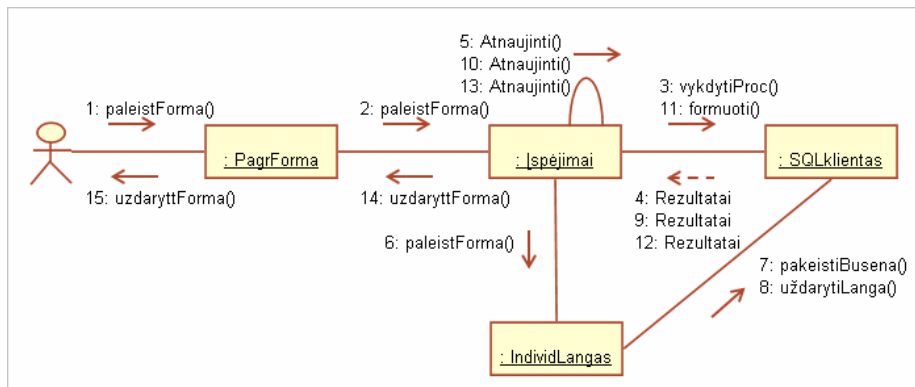 5: Atnaujinti()
10: Atnaujinti()
13: Atnaujinti()
3: vykdytiProc()
11: formuoti()
1: paleistForma()
2: paleistForma()
: PagrForma
: Įspėjimai
: SQLklientas
15: uzdaryttForma()
14: uzdaryttForma()
4: Rezultatai
9: Rezultatai
12: Rezultatai
6: paleistForma()
7: pakeistiBusena()
8: uždarytiLanga()
: IndividLangas